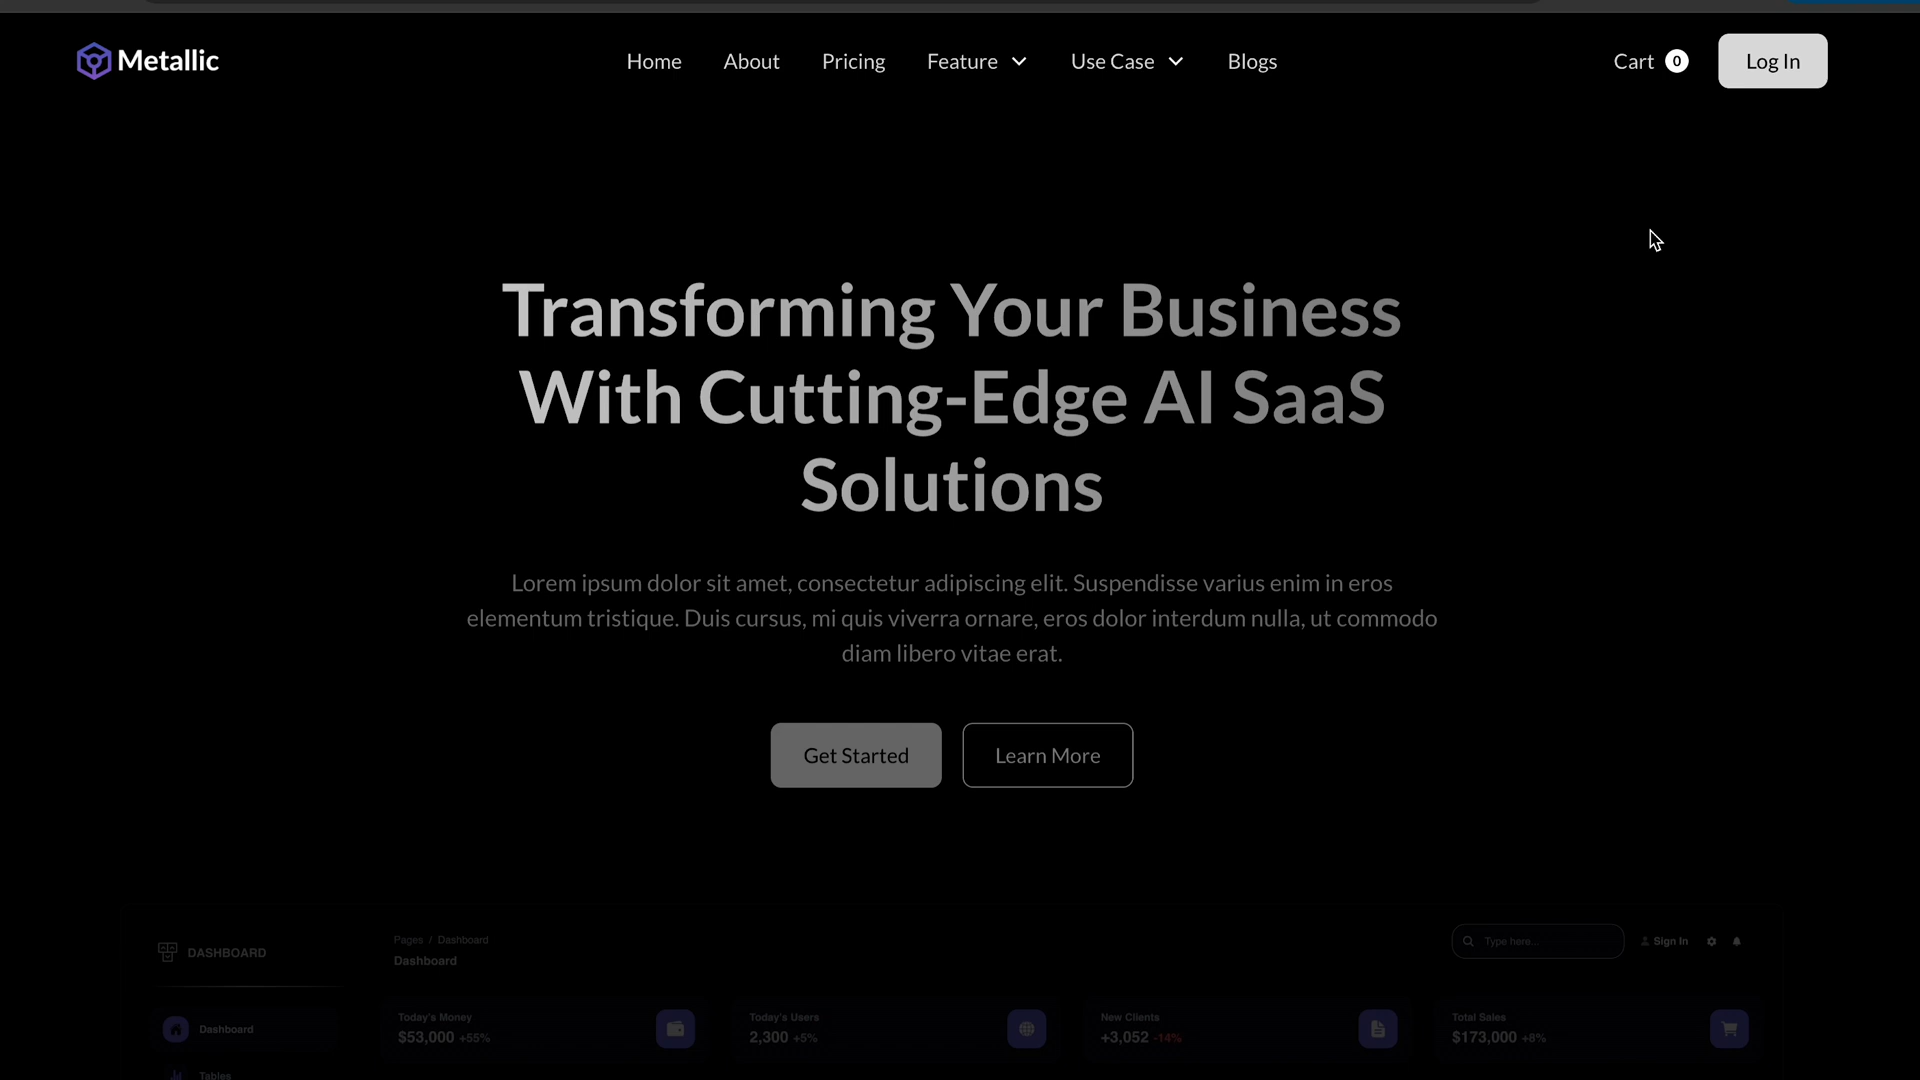 Metallic
Home About Pricing Feature Use Case Blogs
Cart 0 Log In
Transforming Your Business
With Cutting-Edge AI SaaS
Solutions
Lorem ipsum dolor sit amet, consectetur adipiscing elit. Suspendisse varius enim in eros
elementum tristique. Duis cursus, mi quis viverra ornare, eros dolor interdum nulla, ut commodo
diam libero vitae erat.
Get Started Learn More
DASHBOARD
Pages / Dashboard
Dashboard
Type here...
Sign In
Dashboard
Today's Money
$53,000 +55%
Today's Users
2,300 +5%
New Clients
+3,052 -14%
Total Sales
$173,000 +8%
Tables